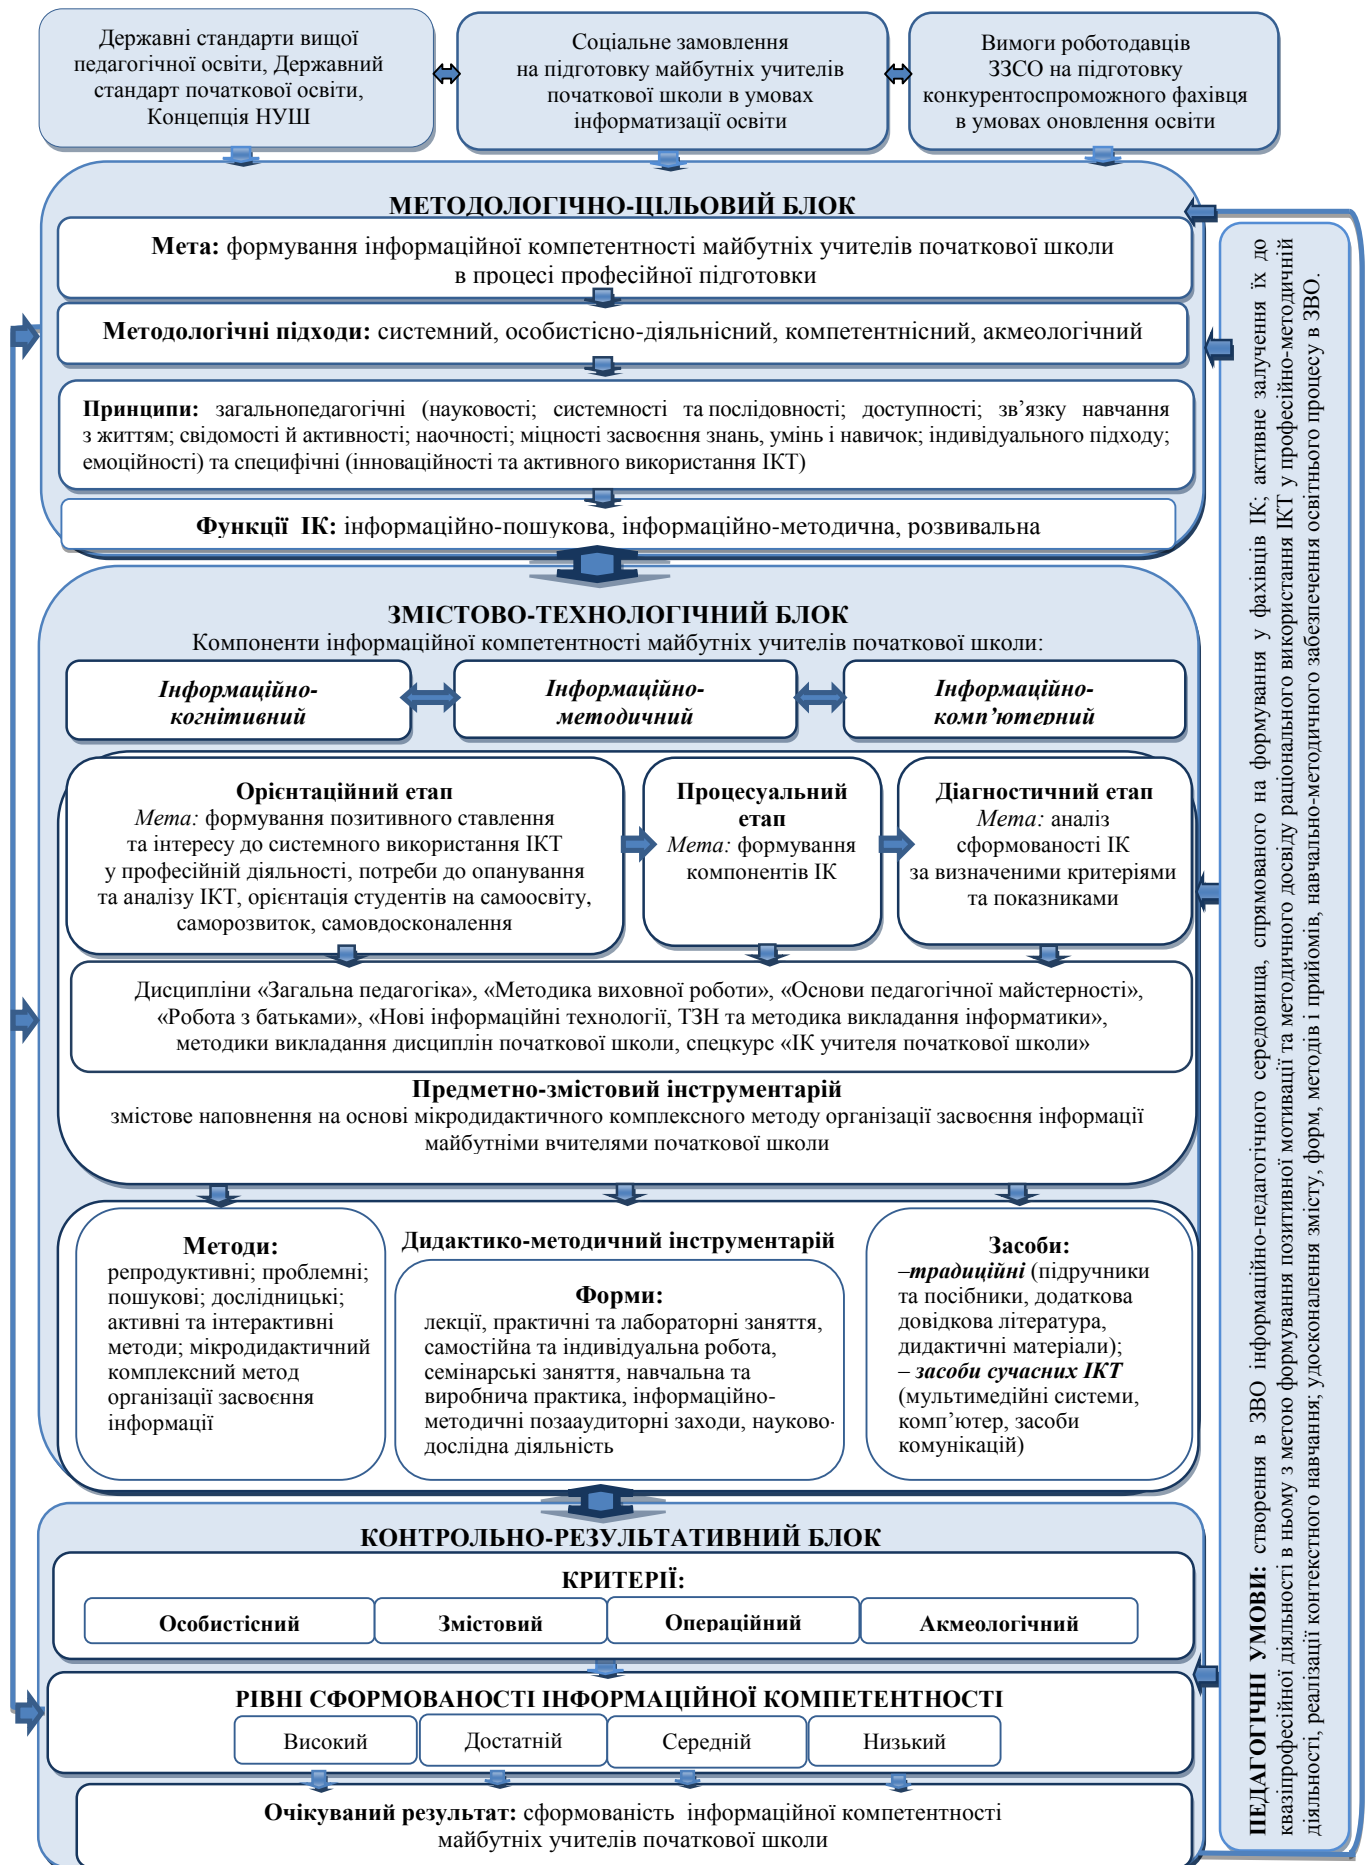 Державні стандарти вищої
педагогічної освіти, Державний
стандарт початкової освіти,
Концепція НУШ
Соціальне замовлення
на підготовку майбутніх учителів
початкової школи в умовах
інформатизації освіти
Вимоги роботодавців
ЗЗСО на підготовку
конкурентоспроможного фахівця
в умовах оновлення освіти
МЕТОДОЛОГІЧНО-ЦІЛЬОВИЙ БЛОК
Мета: формування інформаційної компетентності майбутніх учителів початкової школи
в процесі професійної підготовки
Методологічні підходи: системний, особистісно-діяльнісний, компетентнісний, акмеологічний
Принципи: загальнопедагогічні (науковості; системності та послідовності; доступності; зв’язку навчання
з життям; свідомості й активності; наочності; міцності засвоєння знань, умінь і навичок; індивідуального підходу;
емоційності) та специфічні (інноваційності та активного використання ІКТ)
Функції ІК: інформаційно-пошукова, інформаційно-методична, розвивальна
ЗМІСТОВО-ТЕХНОЛОГІЧНИЙ БЛОК
Компоненти інформаційної компетентності майбутніх учителів початкової школи:
Інформаційно-
когнітивний
Інформаційно-
методичний
Інформаційно-
комп’ютерний
Орієнтаційний етап
Мета: формування позитивного ставлення
та інтересу до системного використання ІКТ
у професійній діяльності, потреби до опанування
та аналізу ІКТ, орієнтація студентів на самоосвіту,
саморозвиток, самовдосконалення
Процесуальний
етап
Мета: формування
компонентів ІК
Діагностичний етап
Мета: аналіз
сформованості ІК
за визначеними критеріями
та показниками
Дисципліни «Загальна педагогіка», «Методика виховної роботи», «Основи педагогічної майстерності»,
«Робота з батьками», «Нові інформаційні технології, ТЗН та методика викладання інформатики»,
методики викладання дисциплін початкової школи, спецкурс «ІК учителя початкової школи»
Предметно-змістовий інструментарій
змістове наповнення на основі мікродидактичного комплексного методу організації засвоєння інформації
майбутніми вчителями початкової школи
Методи:
репродуктивні; проблемні;
пошукові; дослідницькі;
активні та інтерактивні
методи; мікродидактичний
комплексний метод
організації засвоєння
інформації
Дидактико-методичний інструментарій
Форми:
лекції, практичні та лабораторні заняття,
самостійна та індивідуальна робота,
семінарські заняття, навчальна та
виробнича практика, інформаційно-
методичні позааудиторні заходи, науково-
дослідна діяльність
Засоби:
–традиційні (підручники
та посібники, додаткова
довідкова література,
дидактичні матеріали);
– засоби сучасних ІКТ
(мультимедійні системи,
комп’ютер, засоби
комунікацій)
КОНТРОЛЬНО-РЕЗУЛЬТАТИВНИЙ БЛОК
КРИТЕРІЇ:
Особистісний
Змістовий
Операційний
Акмеологічний
РІВНІ СФОРМОВАНОСТІ ІНФОРМАЦІЙНОЇ КОМПЕТЕНТНОСТІ
Високий
Достатній
Середній
Низький
Очікуваний результат: сформованість інформаційної компетентності
майбутніх учителів початкової школи
ПЕДАГОГІЧНІ УМОВИ: створення в ЗВО інформаційно-педагогічного середовища, спрямованого на формування у фахівців ІК; активне залучення їх до
квазіпрофесійної діяльності в ньому з метою формування позитивної мотивації та методичного досвіду раціонального використання ІКТ у професійно-методичній
діяльності, реалізації контекстного навчання; удосконалення змісту, форм, методів і прийомів, навчально-методичного забезпечення освітнього процесу в ЗВО.